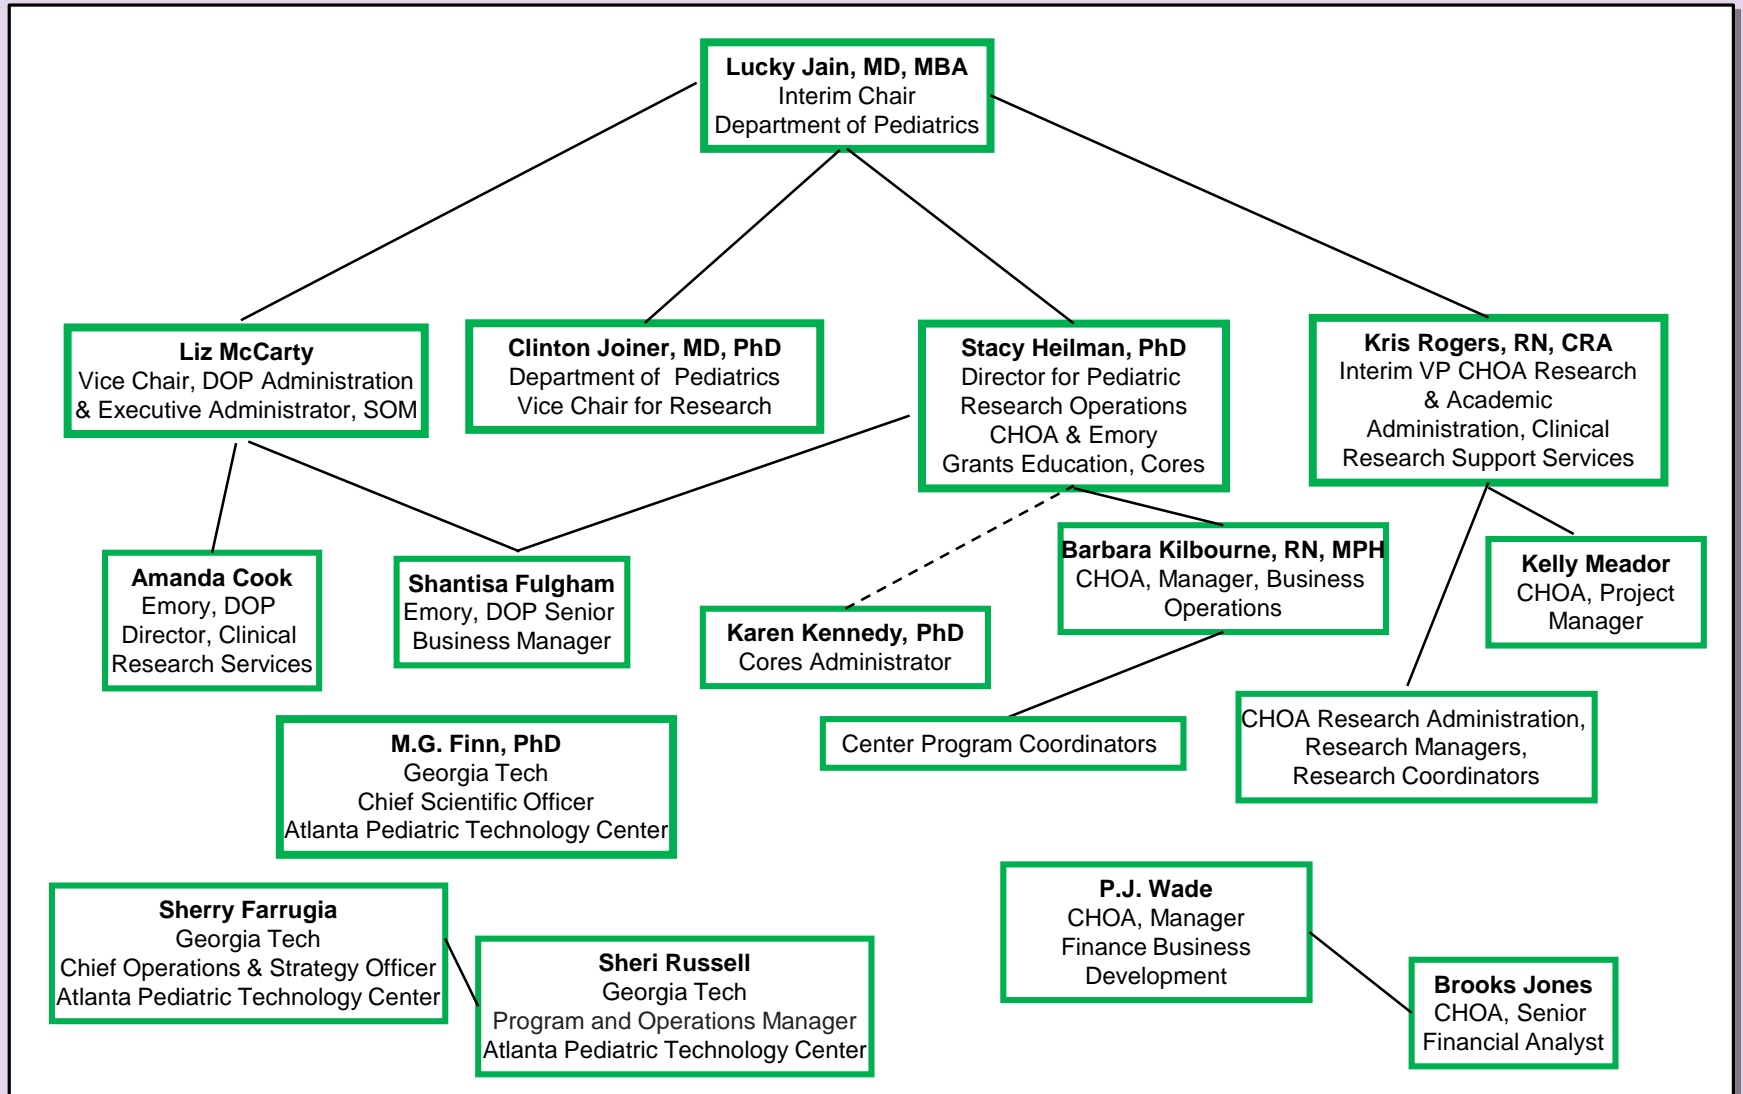 Lucky Jain, MD, MBA
Interim Chair
Department of Pediatrics
Liz McCarty
Vice Chair, DOP Administration
& Executive Administrator, SOM
Clinton Joiner, MD, PhD
Department of Pediatrics
Vice Chair for Research
Stacy Heilman, PhD
Director for Pediatric
Research Operations
CHOA & Emory
Grants Education, Cores
Kris Rogers, RN, CRA
Interim VP CHOA Research
& Academic
Administration, Clinical
Research Support Services
Amanda Cook
Emory, DOP
Director, Clinical
Research Services
Shantisa Fulgham
Emory, DOP Senior
Business Manager
Karen Kennedy, PhD
Cores Administrator
Barbara Kilbourne, RN, MPH
CHOA, Manager, Business
Operations
Kelly Meador
CHOA, Project
Manager
Center Program Coordinators
CHOA Research Administration,
Research Managers,
Research Coordinators
M.G. Finn, PhD
Georgia Tech
Chief Scientific Officer
Atlanta Pediatric Technology Center
Sherry Farrugia
Georgia Tech
Chief Operations & Strategy Officer
Atlanta Pediatric Technology Center
Sheri Russell
Georgia Tech
Program and Operations Manager
Atlanta Pediatric Technology Center
P.J. Wade
CHOA, Manager
Finance Business
Development
Brooks Jones
CHOA, Senior
Financial Analyst